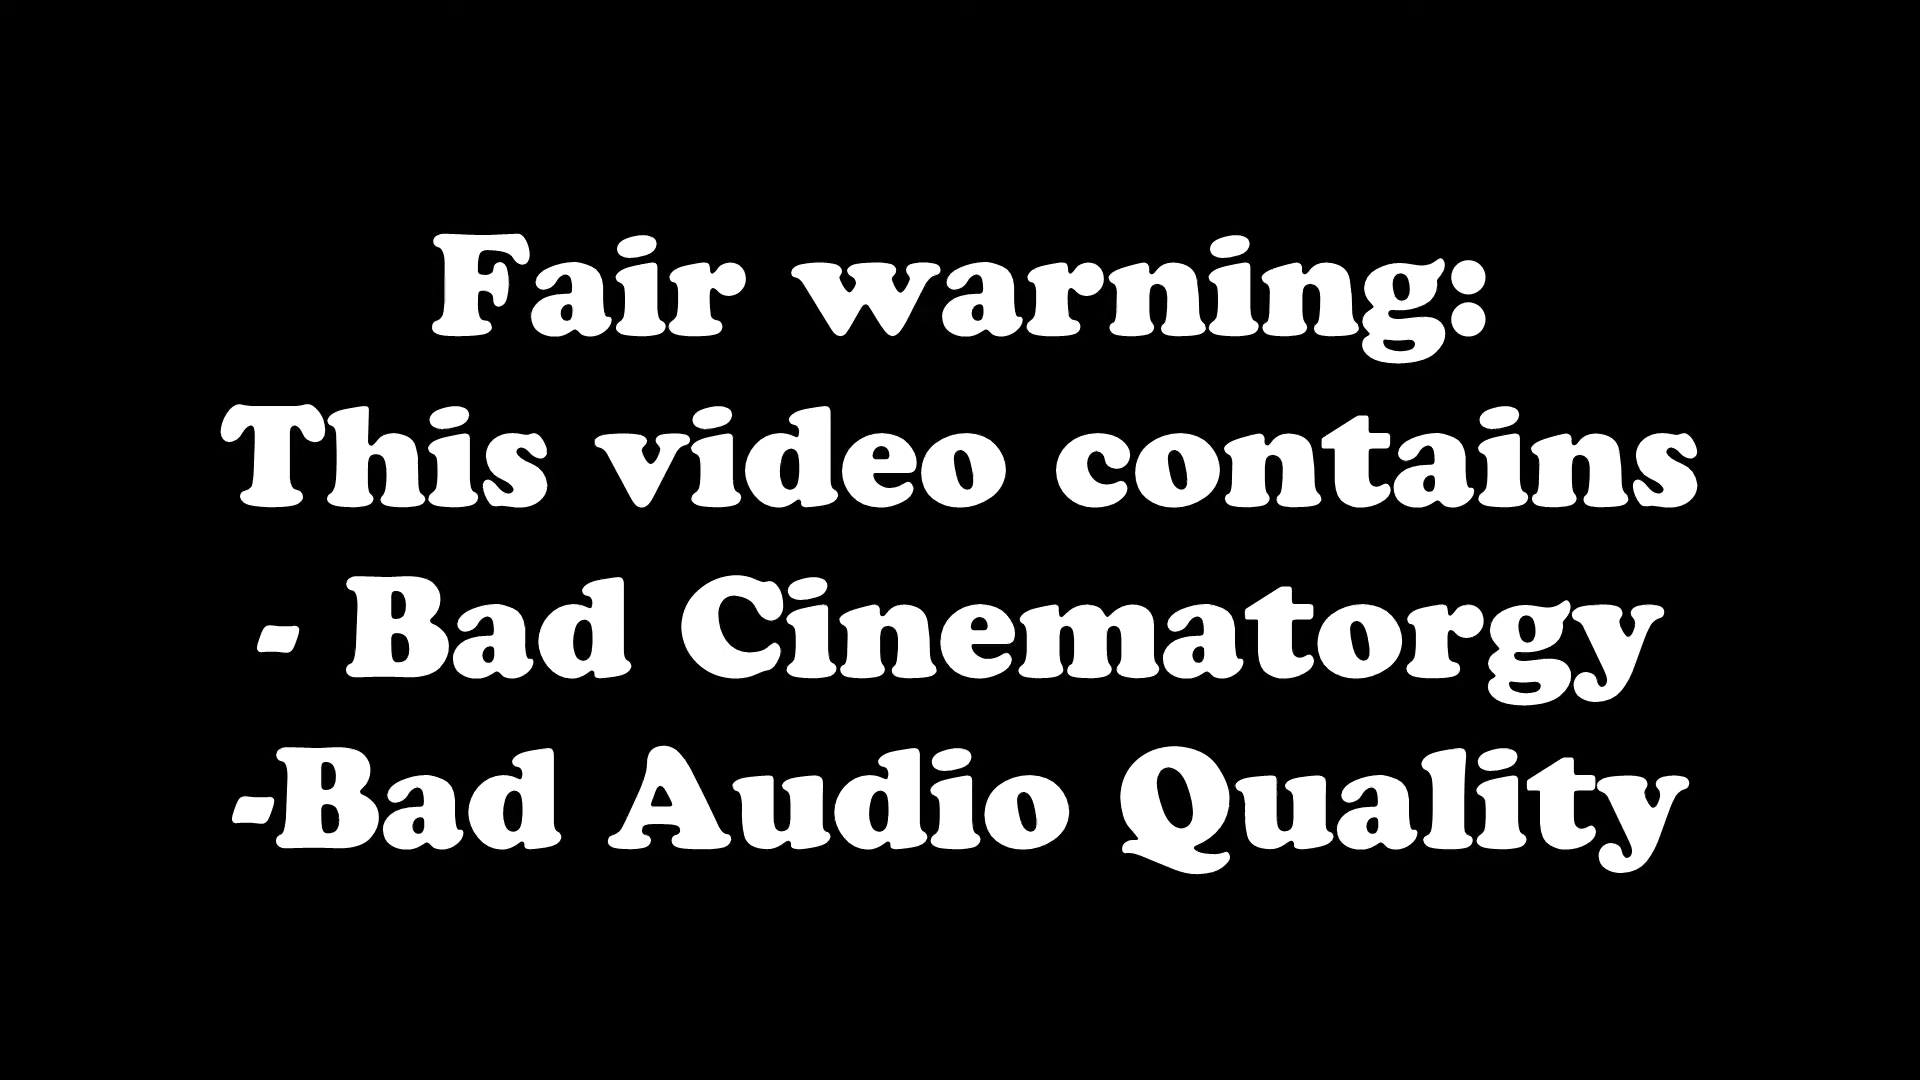 Fair warning:
This video contains
- Bad Cinematorgy
-Bad Audio Quality